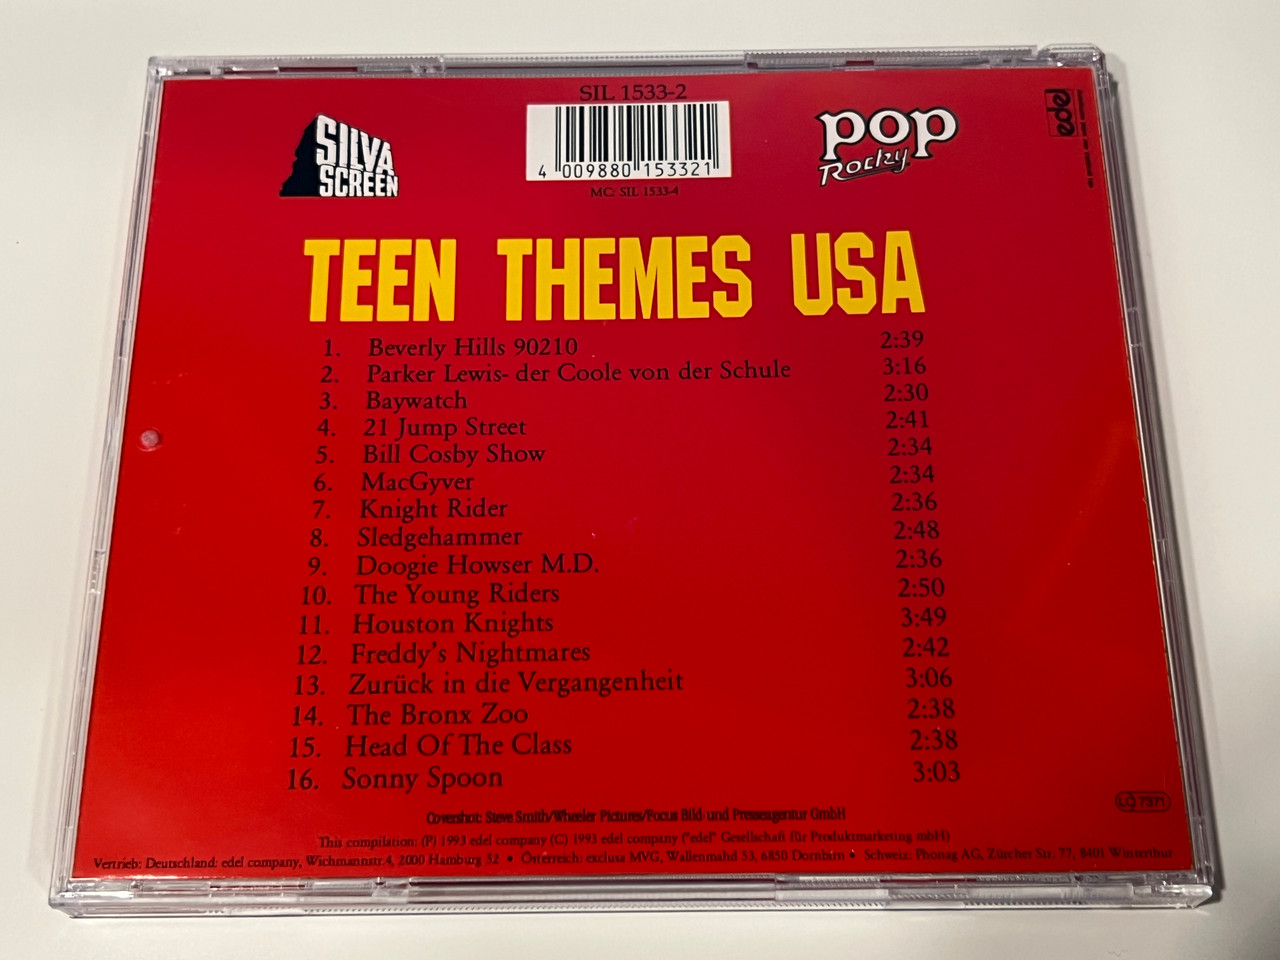 SIL 1533-2
SILVA
SCREEN
4 009880 153321
pop
Rocky
edel
MC: SIL 1533-4
TEEN THEMES USA
1. Beverly Hills 90210 2:39
2. Parker Lewis- der Coole von der Schule 3:16
3. Baywatch 2:30
4. 21 Jump Street 2:41
5. Bill Cosby Show 2:34
6. MacGyver 2:34
7. Knight Rider 2:36
8. Sledgehammer 2:48
9. Doogie Howser M.D. 2:36
10. The Young Riders 2:50
11. Houston Knights 3:49
12. Freddy's Nightmares 2:42
13. Zurück in die Vergangenheit 3:06
14. The Bronx Zoo 2:38
15. Head Of The Class 2:38
16. Sonny Spoon 3:03
LC 7371
Covershot: Steve Smith/Wheeler Pictures/Focus Bild- und Presseagentur GmbH
This compilation: (P) 1993 edel company (C) 1993 edel company ("edel" Gesellschaft für Produktmarketing mbH)
Vertrieb: Deutschland: edel company, Wichmannstr.4, 2000 Hamburg 52 • Österreich: exclusa MVG, Wallenmahd 53, 6850 Dornbirn • Schweiz: Phonag AG, Zürcher Str. 77, 8401 Winterthur